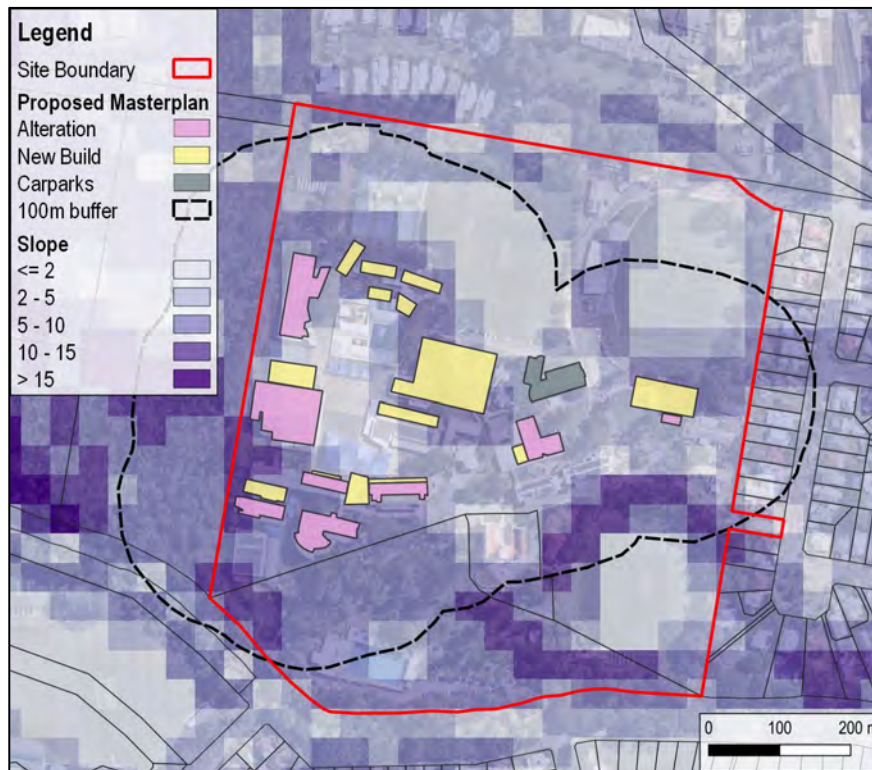 Legend
Site Boundary
Proposed Masterplan
Alteration
New Build
Carparks
100m buffer
Slope
<= 2
2 - 5
5 - 10
10 - 15
> 15
0 100 200 m